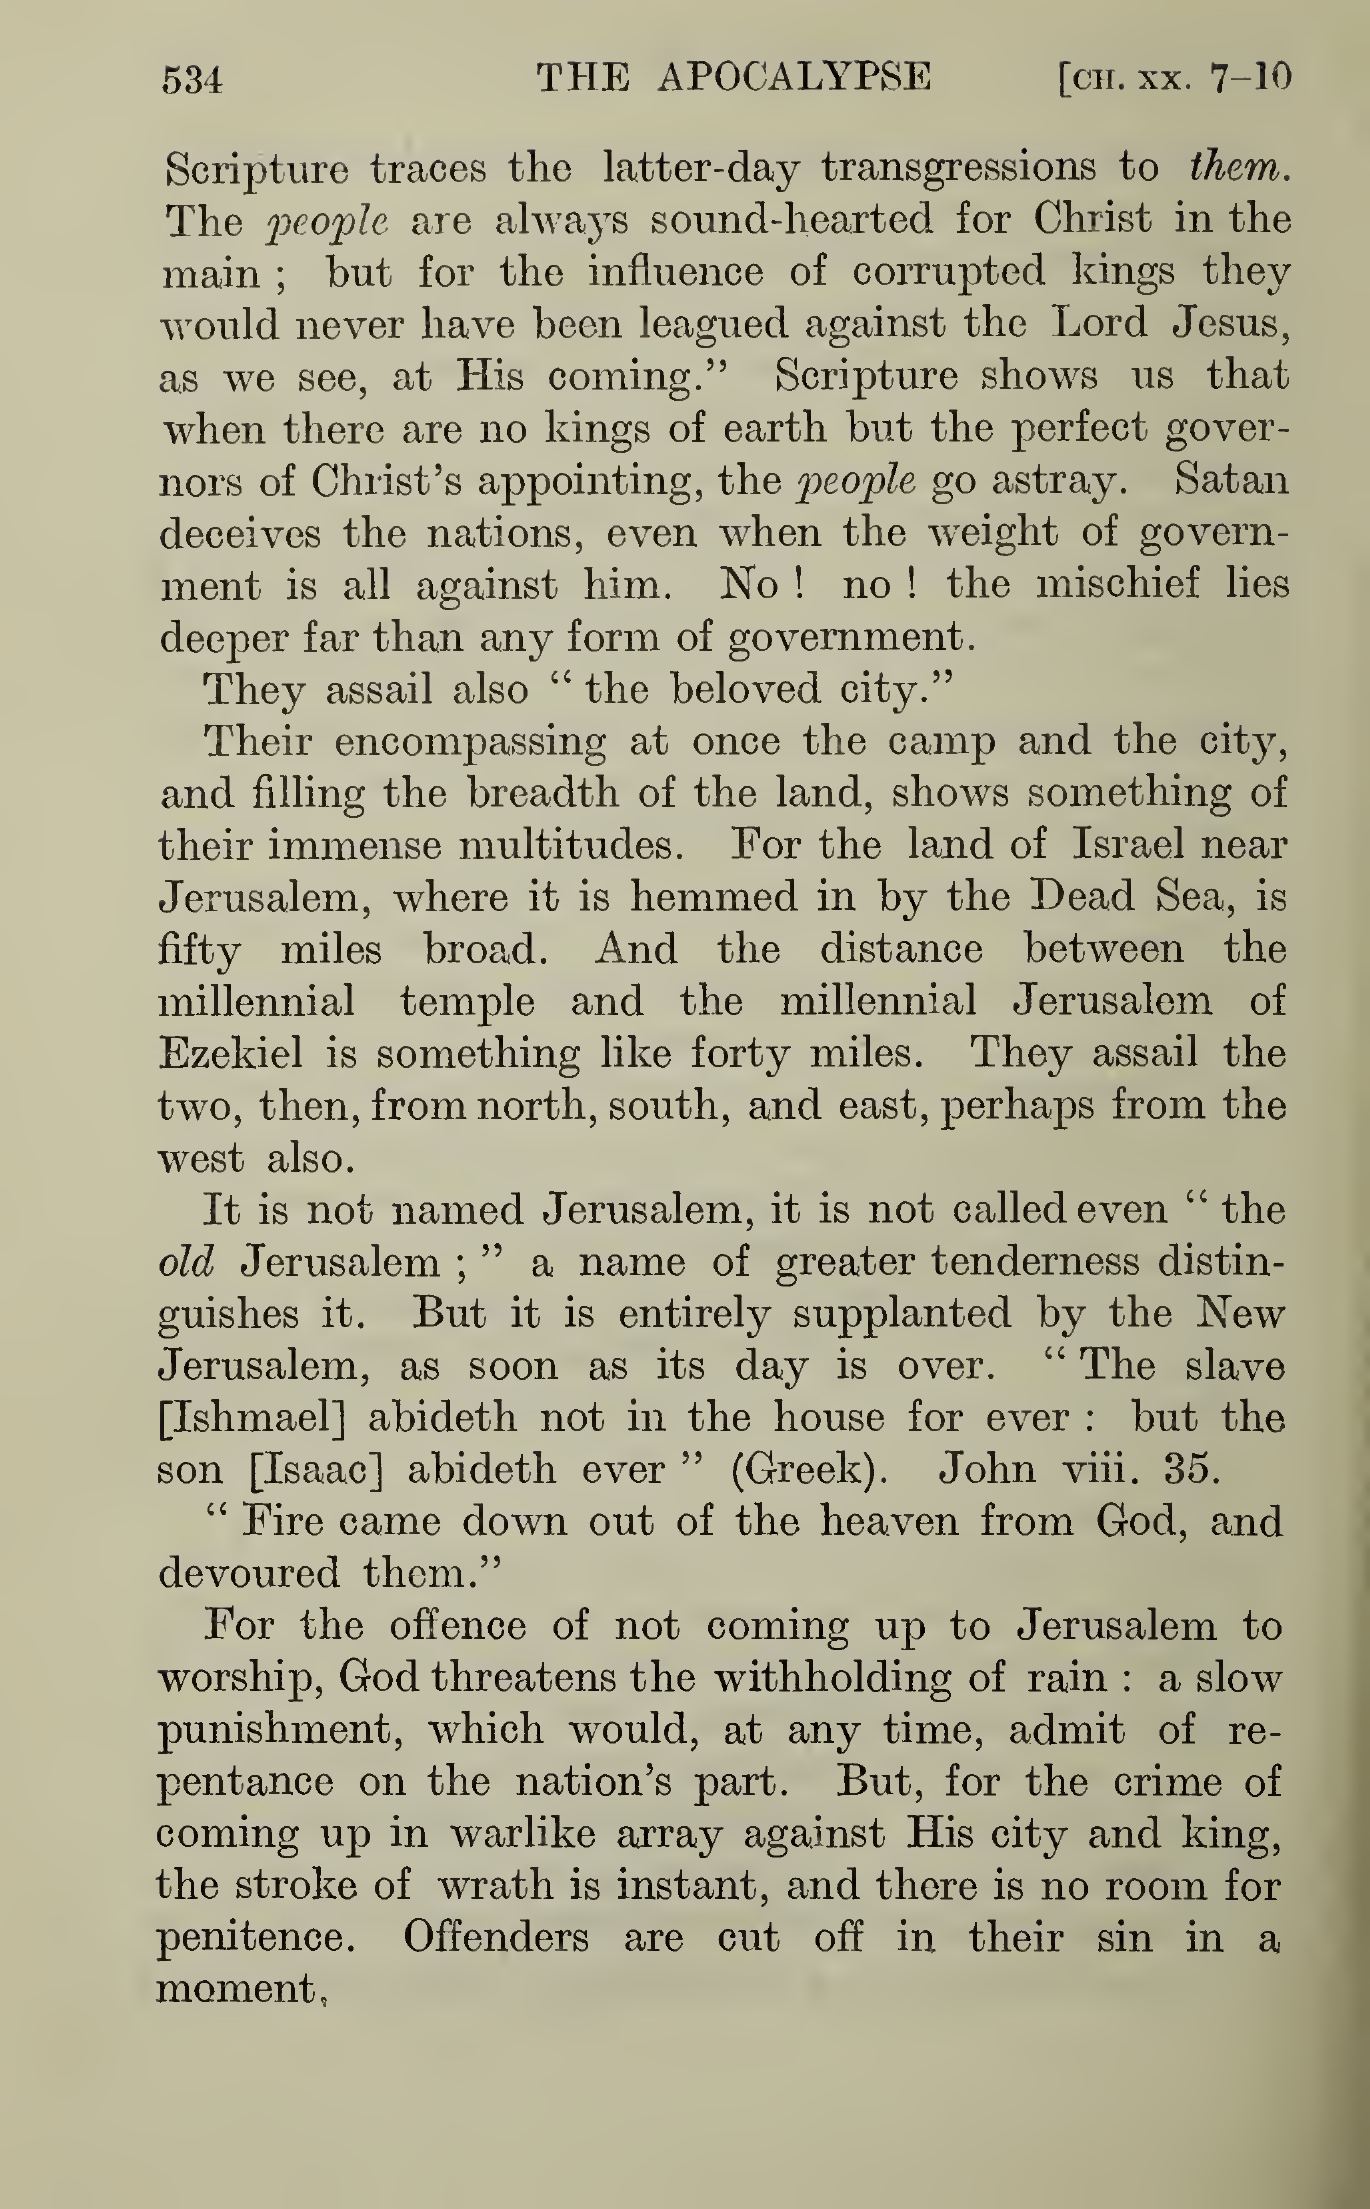 534 THE APOCALYPSE [CH. XX. 7–10
Scripture traces the latter-day transgressions to them.
The people are always sound-hearted for Christ in the
main ; but for the influence of corrupted kings they
would never have been leagued against the Lord Jesus,
as we see, at His coming.” Scripture shows us that
when there are no kings of earth but the perfect gover-
nors of Christ’s appointing, the people go astray. Satan
deceives the nations, even when the weight of govern-
ment is all against him. No ! no ! the mischief lies
deeper far than any form of government.
They assail also “ the beloved city.”
Their encompassing at once the camp and the city,
and filling the breadth of the land, shows something of
their immense multitudes. For the land of Israel near
Jerusalem, where it is hemmed in by the Dead Sea, is
fifty miles broad. And the distance between the
millennial temple and the millennial Jerusalem of
Ezekiel is something like forty miles. They assail the
two, then, from north, south, and east, perhaps from the
west also.
It is not named Jerusalem, it is not called even “ the
old Jerusalem ; ” a name of greater tenderness distin-
guishes it. But it is entirely supplanted by the New
Jerusalem, as soon as its day is over. “ The slave
[Ishmael] abideth not in the house for ever : but the
son [Isaac] abideth ever ” (Greek). John viii. 35.
“ Fire came down out of the heaven from God, and
devoured them.”
For the offence of not coming up to Jerusalem to
worship, God threatens the withholding of rain : a slow
punishment, which would, at any time, admit of re-
pentance on the nation’s part. But, for the crime of
coming up in warlike array against His city and king,
the stroke of wrath is instant, and there is no room for
penitence. Offenders are cut off in their sin in a
moment,